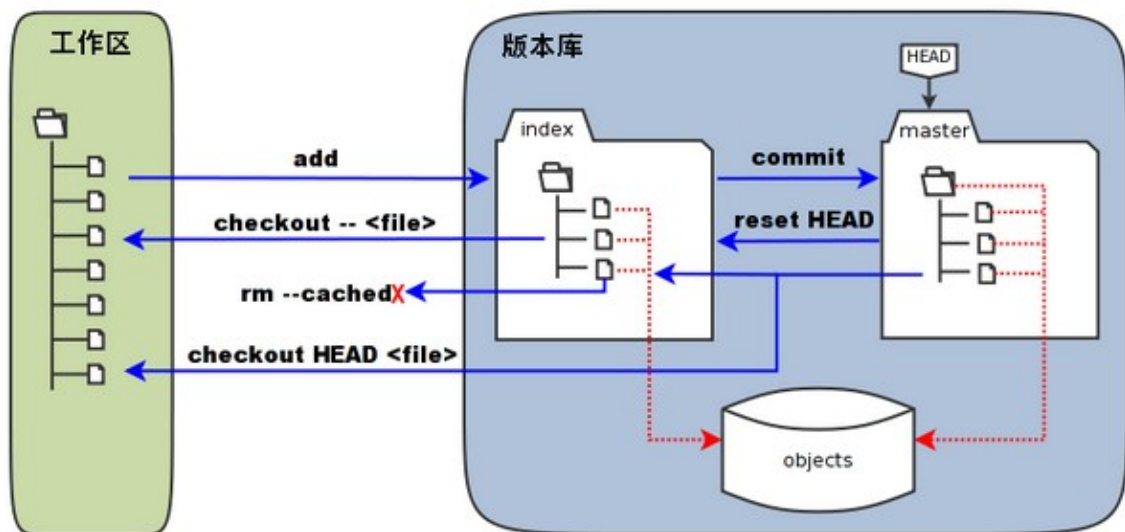 工作区
版本库
HEAD
index
master
add
commit
checkout -- <file>
reset HEAD
rm --cachedX
checkout HEAD <file>
objects